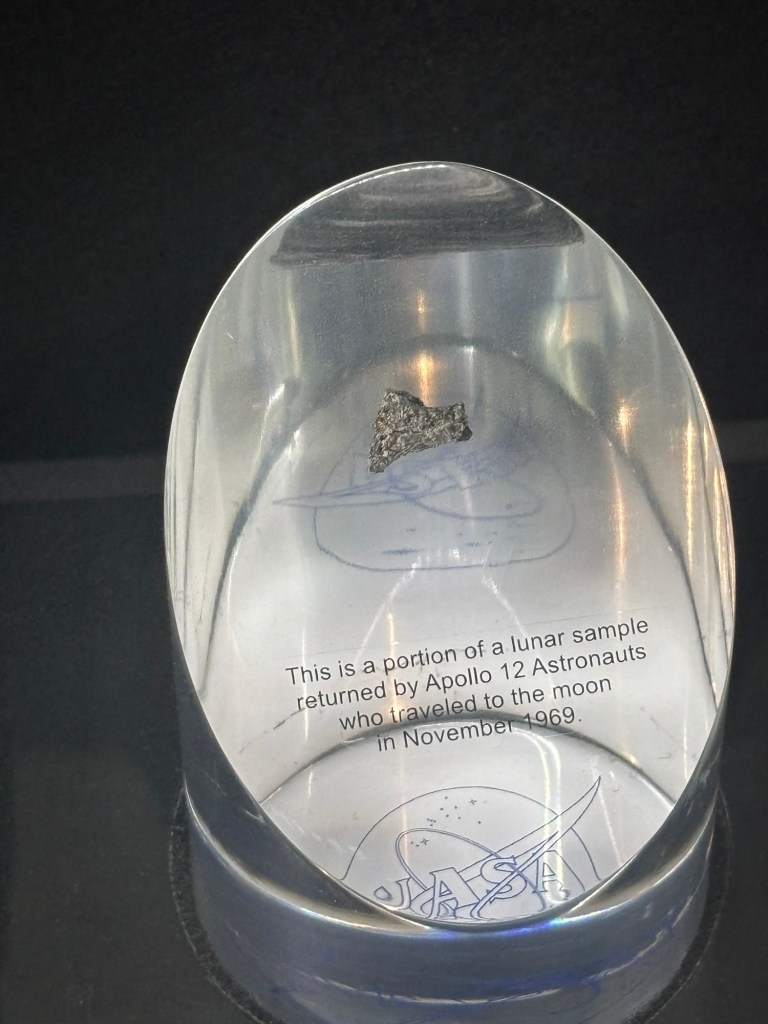 This is a portion of a lunar sample
returned by Apollo 12 Astronauts
who traveled to the moon
in November 1969.
NASA